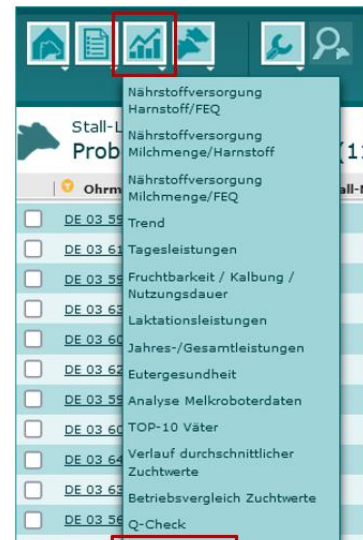 Nährstoffversorgung
Harnstoff/FEQ
Stall-L
Nährstoffversorgung
Milchmenge/Harnstoff
Prob
(1
Nährstoffversorgung
Milchmenge/FEQ
Ohrm
all-
DE 03 59
Trend
DE 03 61
Tagesleistungen
DE 03 59
Fruchtbarkeit / Kalbung /
Nutzungsdauer
DE 03 63
Laktationsleistungen
DE 03 60
Jahres-/Gesamtleistungen
DE 03 62
Eutergesundheit
DE 03 59
Analyse Melkroboterdaten
DE 03 60
TOP-10 Väter
DE 03 64
Verlauf durchschnittlicher
Zuchtwerte
DE 03 63
Betriebsvergleich Zuchtwerte
DE 03 56
Q-Check